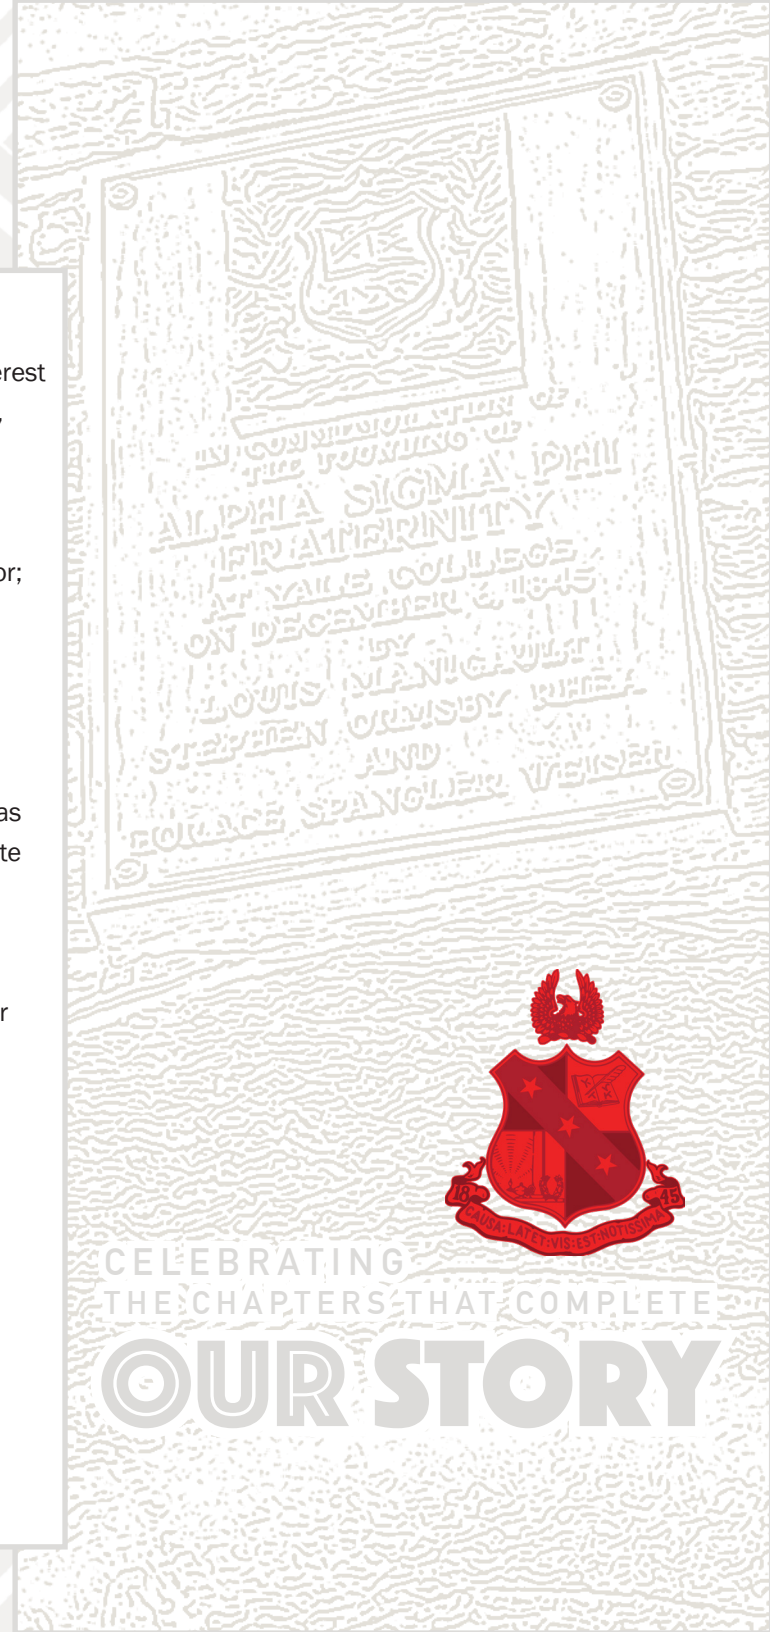 erest
,
or;
as
te
r
IN COMMEMORATION OF
THE FOUNDING OF
ALPHA SIGMA PHI
FRATERNITY
AT YALE COLLEGE
ON DECEMBER 6, 1845
BY
LOUIS MANIGAULT
STEPHEN ORMSBY RHEA
AND
HORACE SPANGLER WEISER
18 45
CAUSA:LATET:VIS:EST:NOTISSIMA
CELEBRATING
THE CHAPTERS THAT COMPLETE
OUR STORY